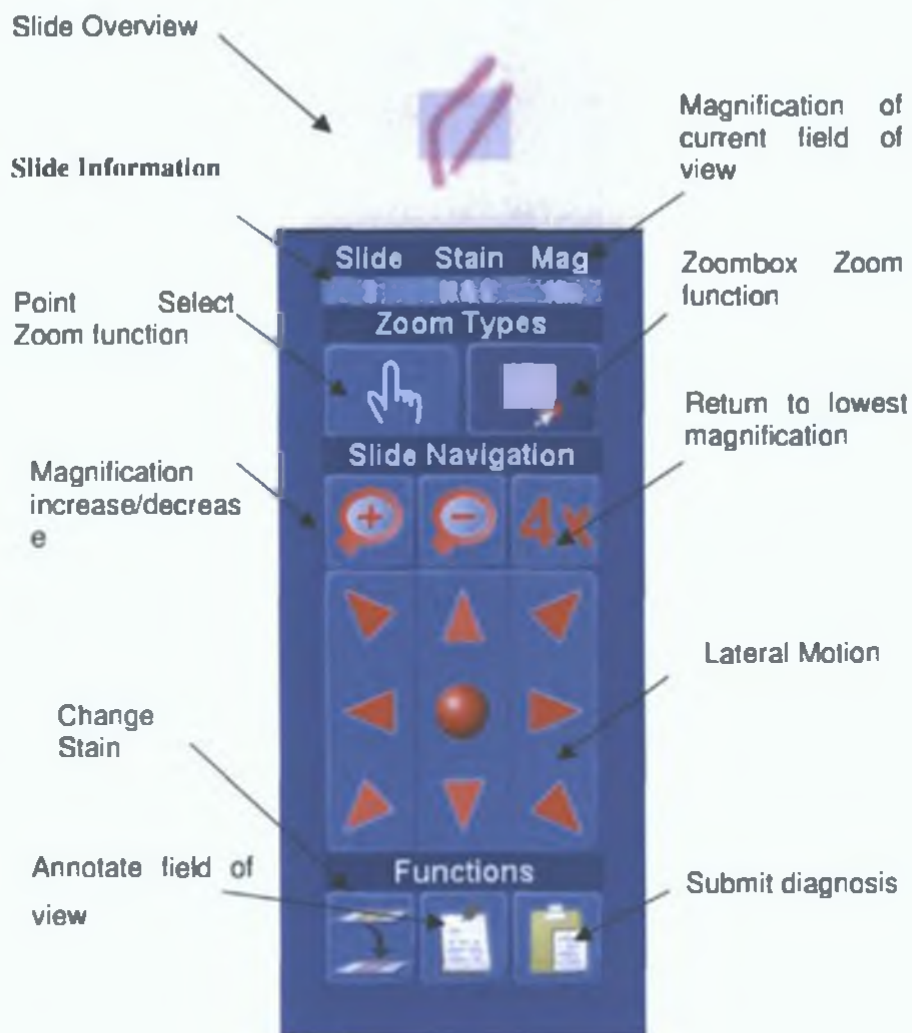 Slide Overview
Magnification of
current field of
view
Slide Information
Slide Stain Mag
Zoombox Zoom
function
Point Select
Zoom function
Zoom Types
Return to lowest
magnification
Slide Navigation
Magnification
increase/decreas
e
4x
Lateral Motion
Change
Stain
Annotate field of
view
Functions
Submit diagnosis